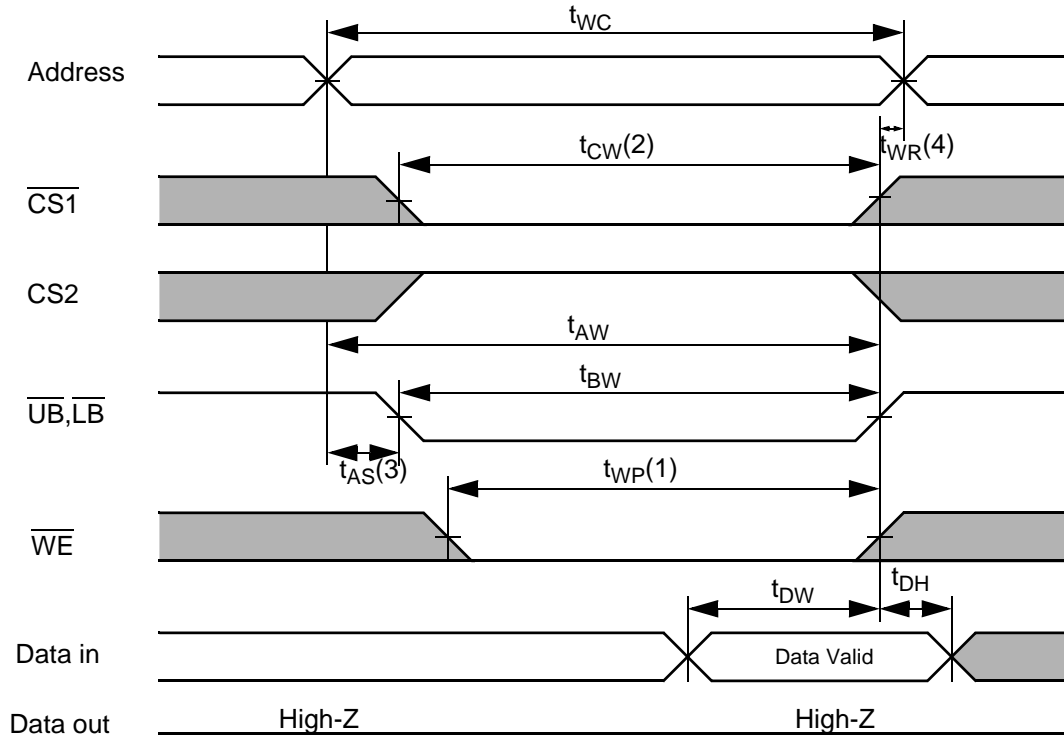 tWC
Address
tCW(2)
tWR(4)
CS1
CS2
tAW
tBW
UB,LB
tAS(3)
tWP(1)
WE
tDW
tDH
Data in
Data Valid
Data out
High-Z
High-Z